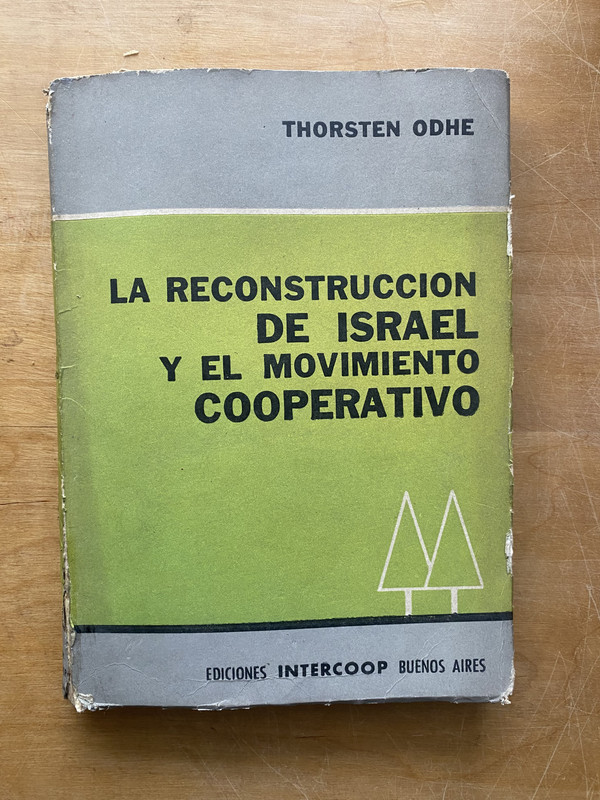 THORSTEN ODHE
LA RECONSTRUCCION
DE ISRAEL
Y EL MOVIMIENTO
COOPERATIVO
EDICIONES INTERCOOP BUENOS AIRES